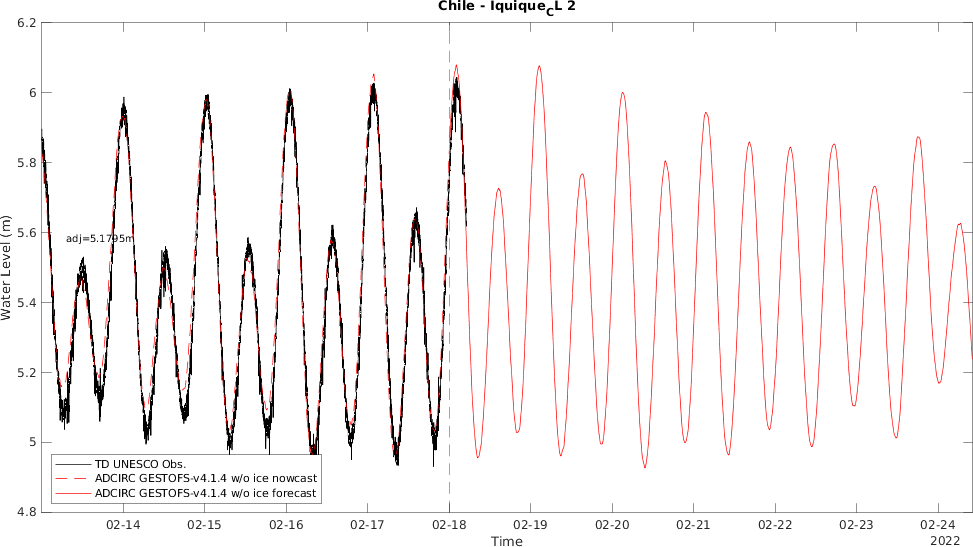 Chile - Iquique_CL 2
6.2
6
5.8
5.6
5.4
5.2
5
4.8
Water Level (m)
adj=5.1795m
TD UNESCO Obs.
ADCIRC GESTOFS-v4.1.4 w/o ice nowcast
ADCIRC GESTOFS-v4.1.4 w/o ice forecast
02-14 02-15 02-16 02-17 02-18 02-19 02-20 02-21 02-22 02-23 02-24
Time 2022